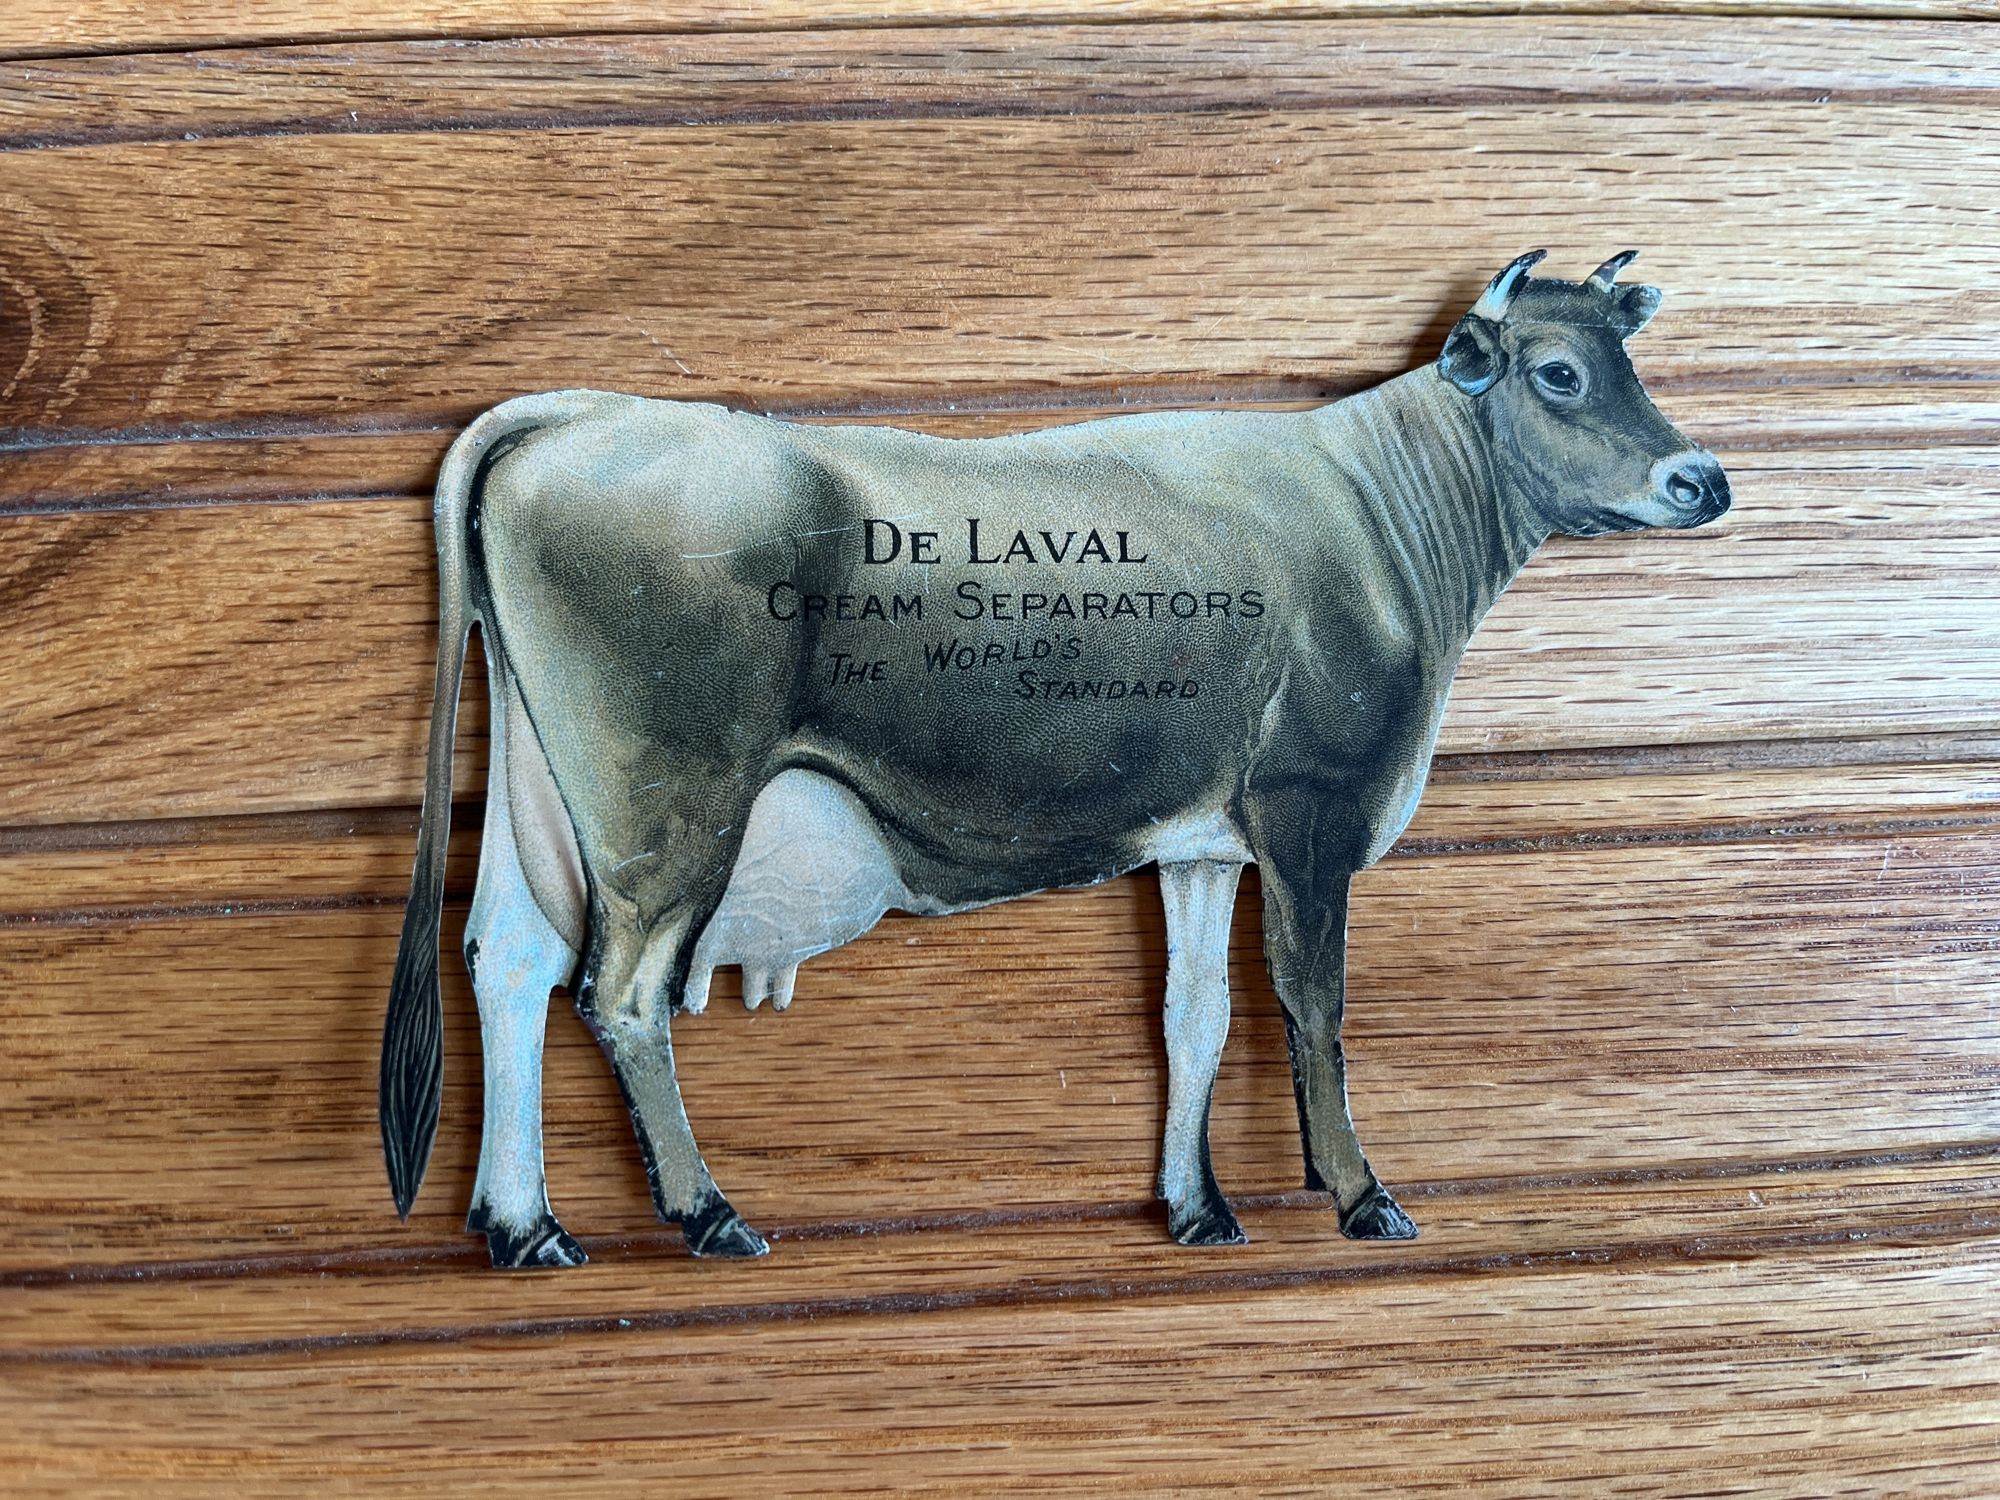 De Laval
Cream Separators
The World's
Standard